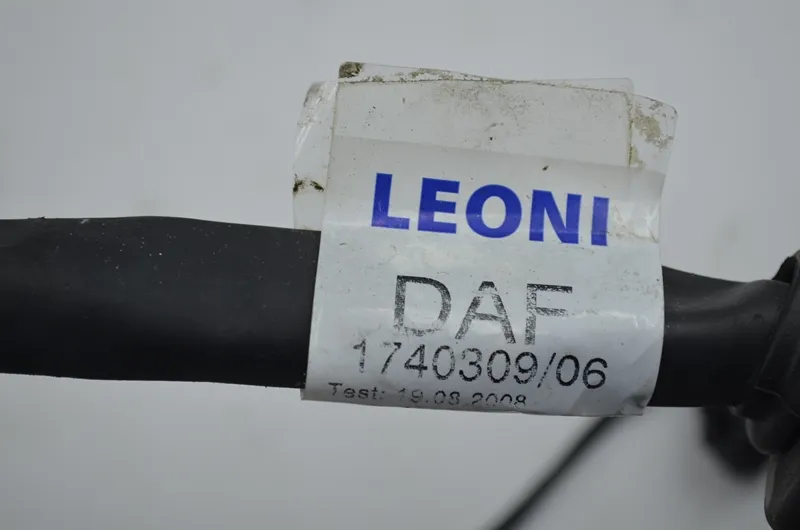 LEONI
DAF
1740309/06
Test: 19.08.2008